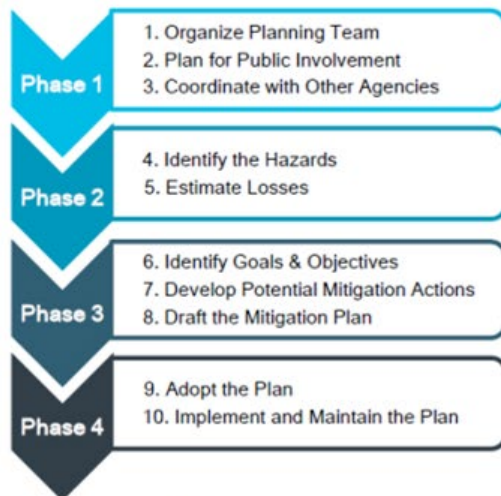 Phase 1
1. Organize Planning Team
2. Plan for Public Involvement
3. Coordinate with Other Agencies
Phase 2
4. Identify the Hazards
5. Estimate Losses
Phase 3
6. Identify Goals & Objectives
7. Develop Potential Mitigation Actions
8. Draft the Mitigation Plan
Phase 4
9. Adopt the Plan
10. Implement and Maintain the Plan